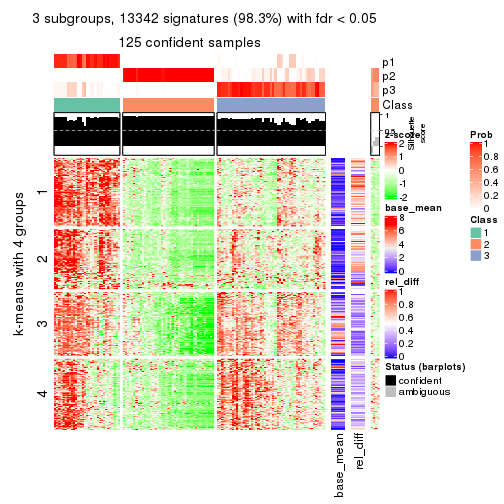 3 subgroups, 13342 signatures (98.3%) with fdr < 0.05
125 confident samples
p1
p2
p3
Class
1
0.5
Silhouette
score
k-means with 4 groups
1
2
3
4
base_mean
rel_diff
z-score
2
1
0
-1
-2
base_mean
8
6
4
2
0
rel_diff
1
0.8
0.6
0.4
0.2
0
Status (barplots)
confident
ambiguous
Prob
1
0.8
0.6
0.4
0.2
0
Class
1
2
3